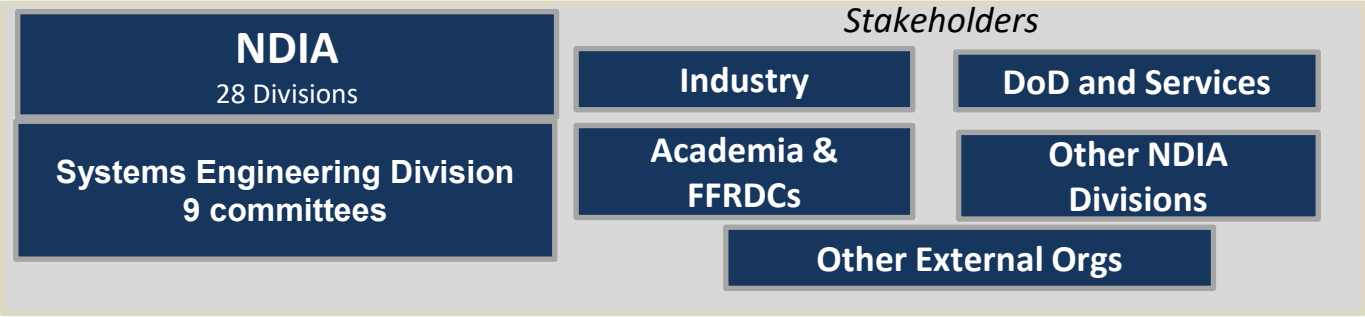 NDIA
28 Divisions
Systems Engineering Division
9 committees
Stakeholders
Industry
DoD and Services
Academia &
FFRDCs
Other NDIA
Divisions
Other External Orgs